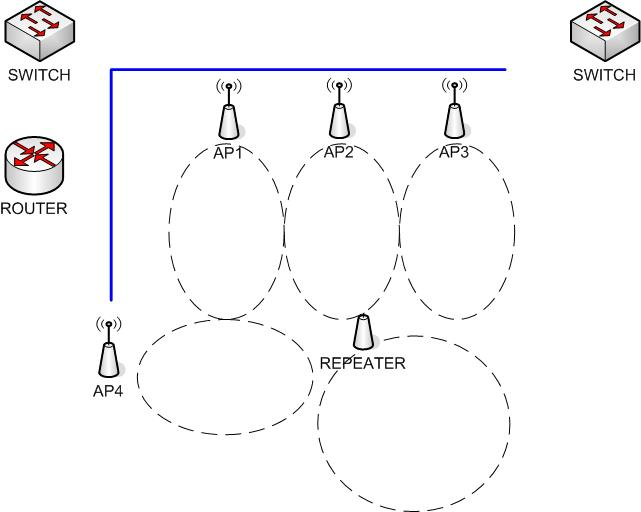 SWITCH
SWITCH
AP1
AP2
AP3
ROUTER
REPEATER
AP4